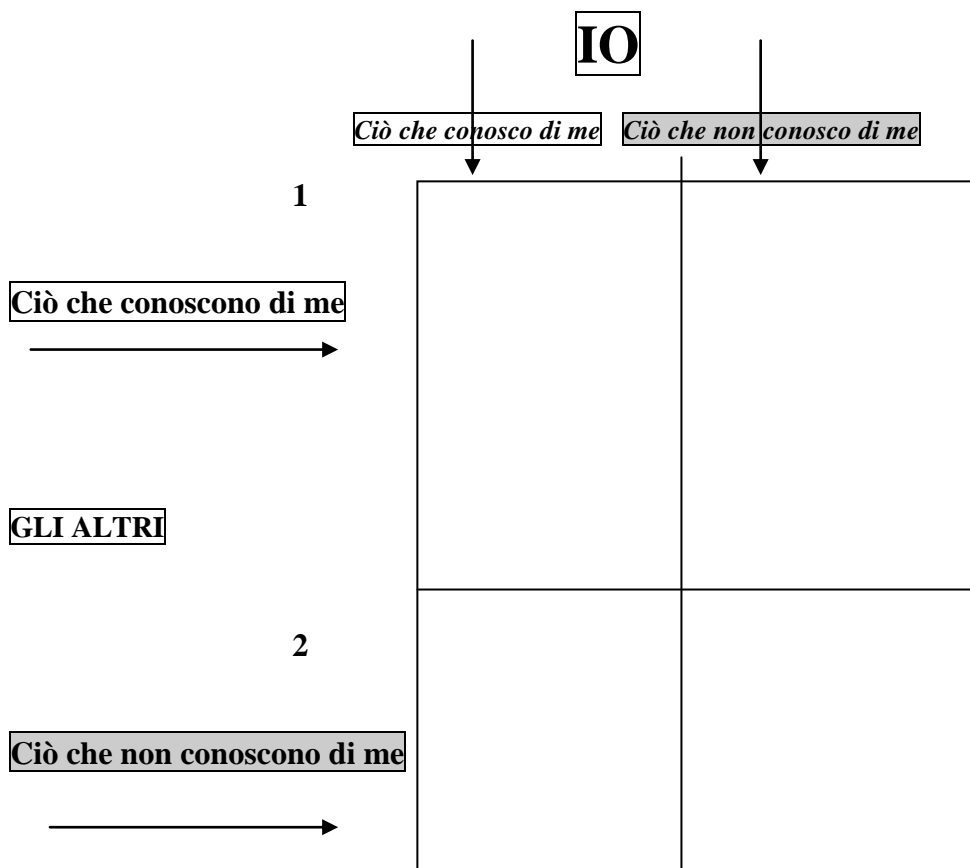 IO
Ciò che conosco di me
Ciò che non conosco di me
1
Ciò che conoscono di me
GLI ALTRI
2
Ciò che non conoscono di me